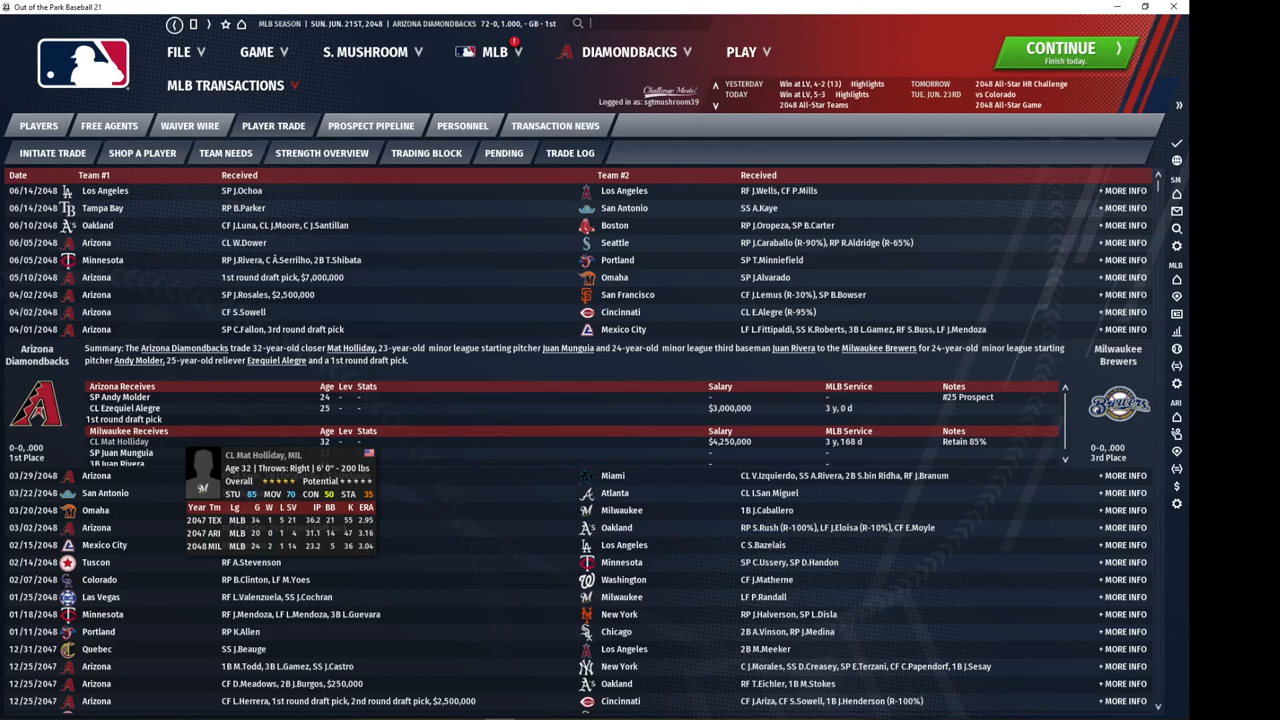 Out of the Park Baseball 21
MLB SEASON | SUN. JUN. 21ST, 2048 | ARIZONA DIAMONDBACKS 72-0, 1.000, - GB - 1st
FILE GAME S. MUSHROOM MLB DIAMONDBACKS PLAY
CONTINUE
Finish today.
MLB TRANSACTIONS
Challenge Mode!
Logged in as: sgtmushroom39
YESTERDAY Win at LV, 4-2 (13) Highlights TOMORROW 2048 All-Star HR Challenge
TODAY Win at LV, 5-3 Highlights TUE. JUN. 23RD vs Colorado
2048 All-Star Teams 2048 All-Star Game
PLAYERS FREE AGENTS WAIVER WIRE PLAYER TRADE PROSPECT PIPELINE PERSONNEL TRANSACTION NEWS
INITIATE TRADE SHOP A PLAYER TEAM NEEDS STRENGTH OVERVIEW TRADING BLOCK PENDING TRADE LOG
Date Team #1 Received Team #2 Received
06/14/2048 Los Angeles SP J.Ochoa Los Angeles RF J.Wells, CF P.Mills + MORE INFO
06/14/2048 Tampa Bay RP B.Parker San Antonio SS A.Kaye + MORE INFO
06/10/2048 Oakland CF J.Luna, CL J.Moore, C J.Santillan Boston RP J.Oropeza, SP B.Carter + MORE INFO
06/05/2048 Arizona CL W.Dower Seattle RP J.Caraballo (R-90%), RP R.Aldridge (R-65%) + MORE INFO
06/05/2048 Minnesota RP J.Rivera, C Â.Serrilho, 2B T.Shibata Portland SP T.Minniefield + MORE INFO
05/10/2048 Arizona 1st round draft pick, $7,000,000 Omaha SP J.Alvarado + MORE INFO
04/02/2048 Arizona SP J.Rosales, $2,500,000 San Francisco CF J.Lemus (R-30%), SP B.Bowser + MORE INFO
04/02/2048 Arizona CF S.Sowell Cincinnati CL E.Alegre (R-95%) + MORE INFO
04/01/2048 Arizona SP C.Fallon, 3rd round draft pick Mexico City LF L.Fittipaldi, SS K.Roberts, 3B L.Gamez, RF S.Buss, LF J.Mendoza + MORE INFO
Arizona Diamondbacks
Summary: The Arizona Diamondbacks trade 32-year-old closer Mat Holliday, 23-year-old minor league starting pitcher Juan Munguia and 24-year-old minor league third baseman Juan Rivera to the Milwaukee Brewers for 24-year-old minor league starting
pitcher Andy Molder, 25-year-old reliever Ezequiel Alegre and a 1st round draft pick.
Milwaukee Brewers
Arizona Receives Age Lev Stats Salary MLB Service Notes
SP Andy Molder 24 - - - - #25 Prospect
CL Ezequiel Alegre 25 - - $3,000,000 3 y, 0 d
1st round draft pick
Milwaukee Receives Age Lev Stats Salary MLB Service Notes
CL Mat Holliday 32 - - $4,250,000 3 y, 168 d Retain 85%
SP Juan Munguia
3B Juan Rivera
0-0, .000
1st Place
0-0, .000
3rd Place
CL Mat Holliday, MIL
Age 32 | Throws: Right | 6' 0" - 200 lbs
Overall Potential
STU 85 MOV 70 CON 50 STA 35
Year Tm Lg G W L SV IP BB K ERA
2047 TEX MLB 34 1 5 21 36.2 21 55 2.95
2047 ARI MLB 20 0 1 4 31.1 14 47 3.16
2048 MIL MLB 24 2 1 14 23.2 5 36 3.04
03/29/2048 Arizona Miami CL V.Izquierdo, SS A.Rivera, 2B S.bin Ridha, RF J.Branum + MORE INFO
03/22/2048 San Antonio Atlanta CL I.San Miguel + MORE INFO
03/20/2048 Omaha Milwaukee 1B J.Caballero + MORE INFO
03/02/2048 Arizona Oakland SP S.Rush (R-100%), LF J.Eloisa (R-10%), CF E.Moyle + MORE INFO
02/15/2048 Mexico City Los Angeles C S.Bazelais + MORE INFO
02/14/2048 Tuscon RF A.Stevenson Minnesota SP C.Ussery, SP D.Handon + MORE INFO
02/07/2048 Colorado RP B.Clinton, LF M.Yoes Washington CF J.Matherne + MORE INFO
01/25/2048 Las Vegas RF L.Valenzuela, SS J.Cochran Milwaukee LF P.Randall + MORE INFO
01/18/2048 Minnesota RF J.Mendoza, LF L.Mendoza, 3B L.Guevara New York RP J.Halverson, SP L.Disla + MORE INFO
01/11/2048 Portland RP K.Allen Chicago 2B A.Vinson, RP J.Medina + MORE INFO
12/31/2047 Quebec SS J.Beauge Los Angeles 2B M.Meeker + MORE INFO
12/25/2047 Arizona 1B M.Todd, 3B L.Gamez, SS J.Castro New York C J.Morales, SS D.Creasey, SP E.Terzani, CF C.Papendorf, 1B J.Sesay + MORE INFO
12/25/2047 Arizona CF D.Meadows, 2B J.Burgos, $250,000 Oakland RF T.Eichler, 1B M.Stokes + MORE INFO
12/25/2047 Arizona CF L.Herrera, 1st round draft pick, 2nd round draft pick, $2,500,000 Cincinnati CF J.Ariza, CF S.Sowell, 1B J.Henderson (R-100%) + MORE INFO
SM
MLB
ARI